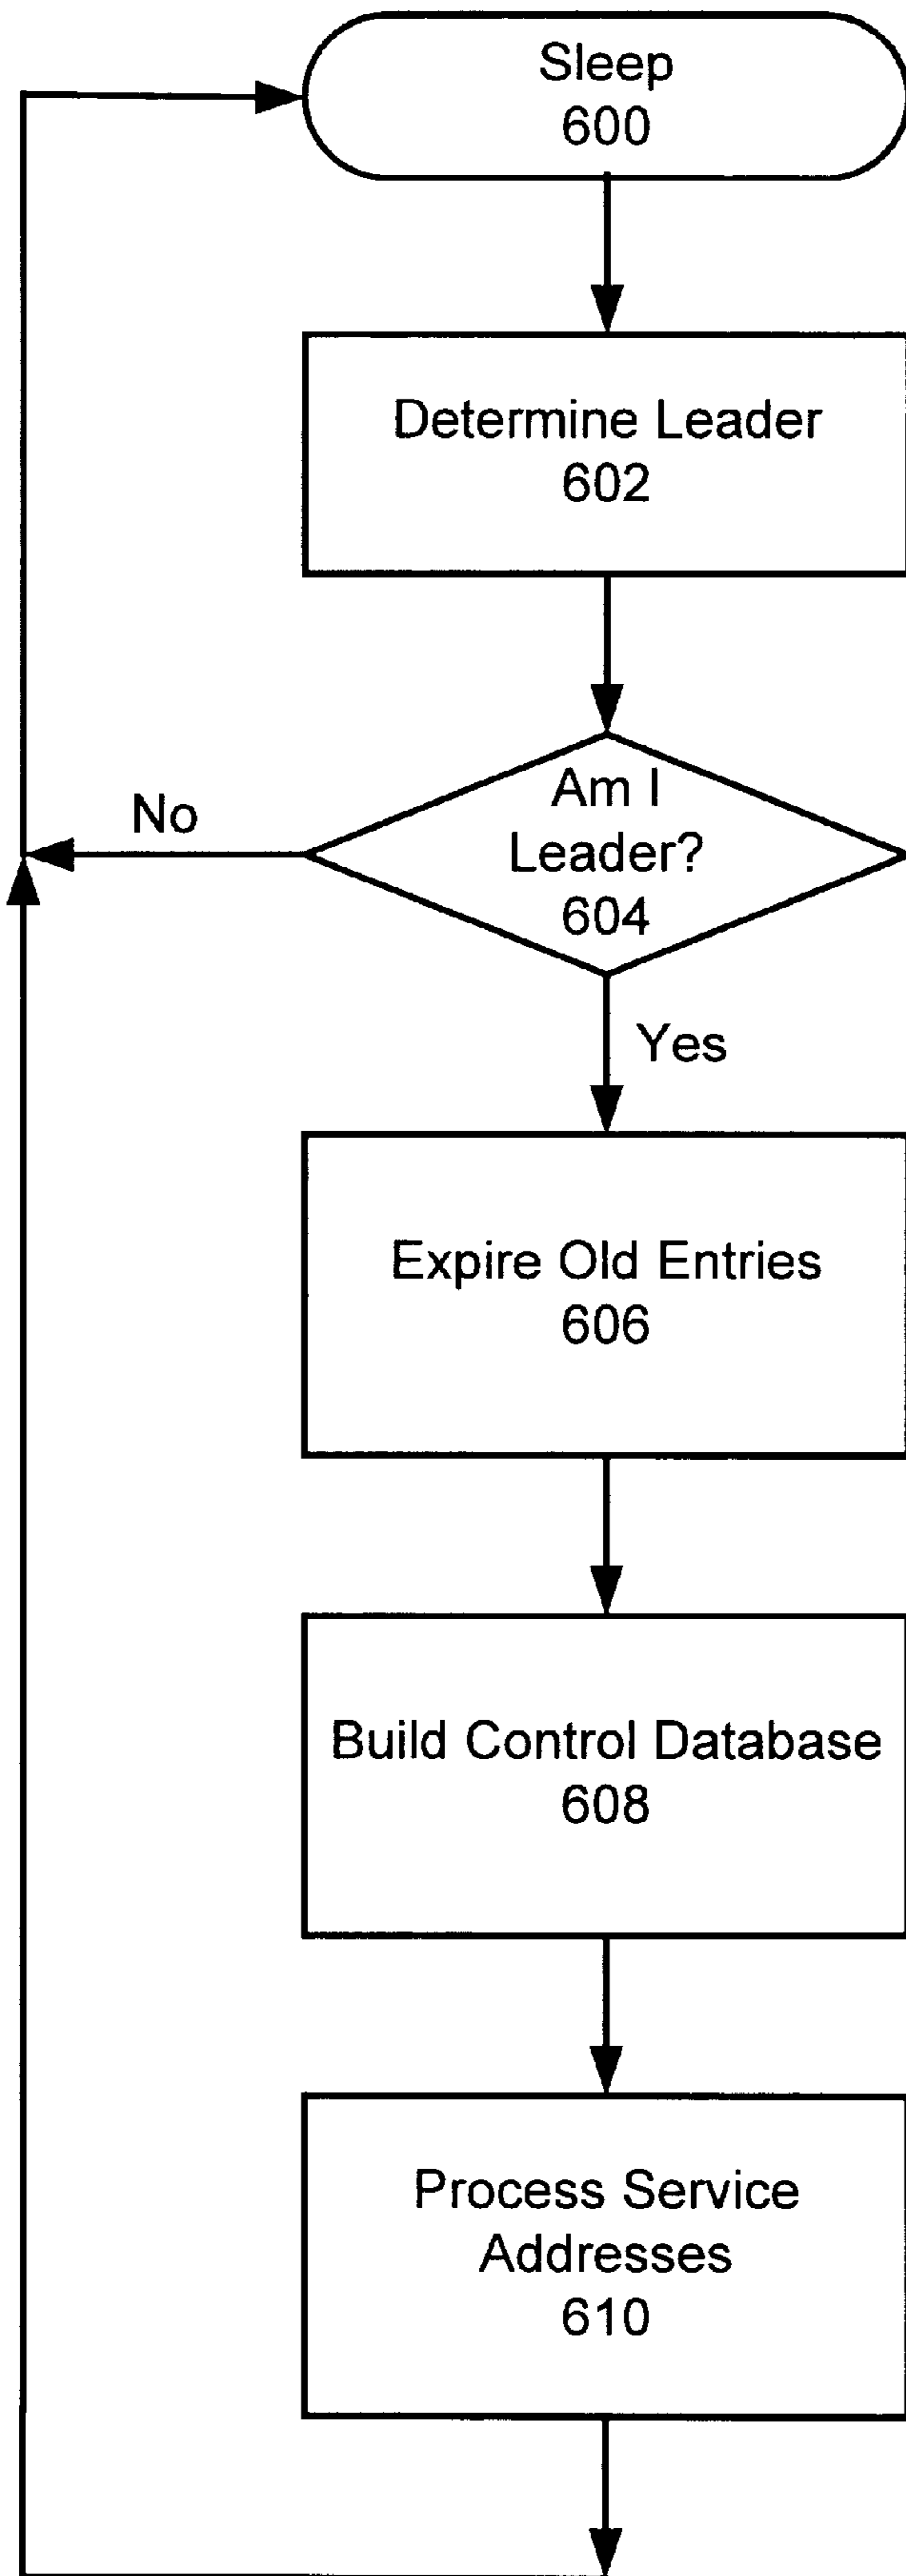 Sleep
600
Determine Leader
602
Am I
Leader?
604
No
Yes
Expire Old Entries
606
Build Control Database
608
Process Service
Addresses
610